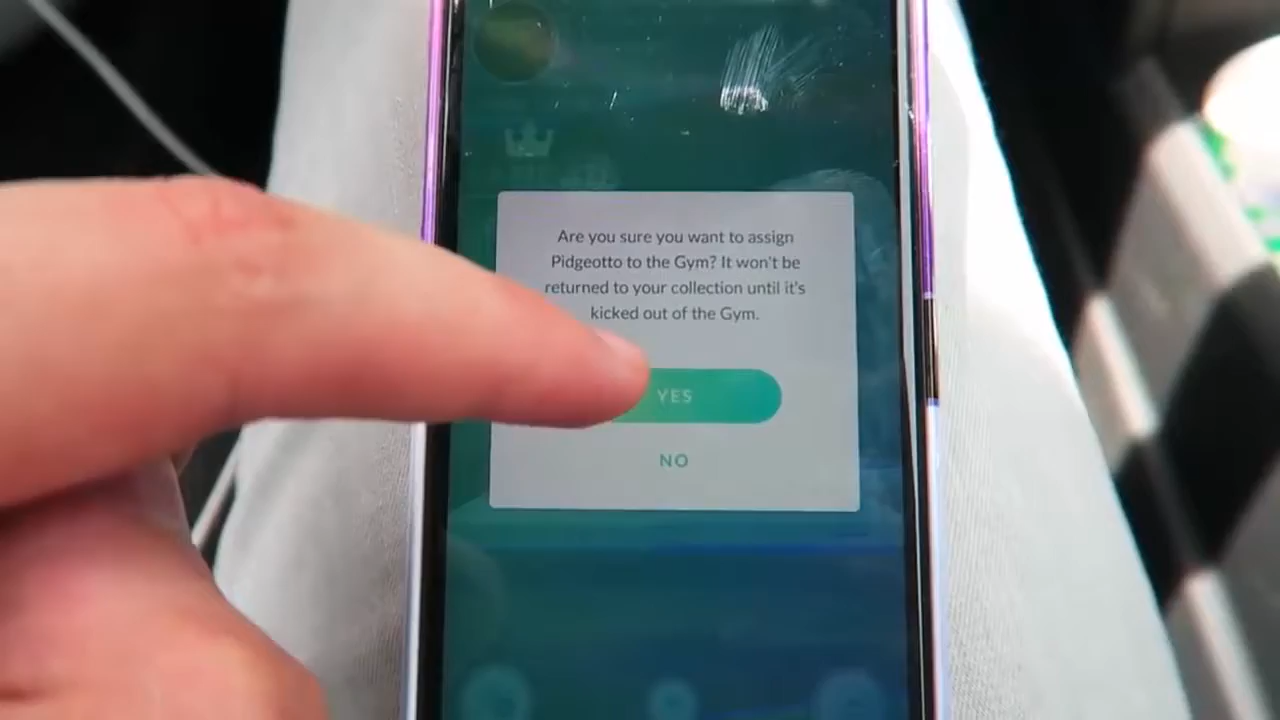 Are you sure you want to assign
Pidgeotto to the Gym? It won't be
returned to your collection until it's
kicked out of the Gym.
YES
NO